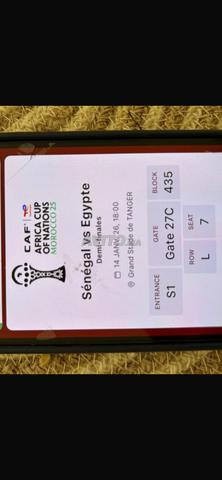 CAF
TotalEnergies
AFRICA CUP
OF NATIONS
MOROCCO 25
Sénégal vs Egypte
Demi-finales
14 JANV. 26, 18:00
Grand Stade de TANGER
ENTRANCE
S1
GATE
Gate 27C
BLOCK
435
ROW
L
SEAT
7